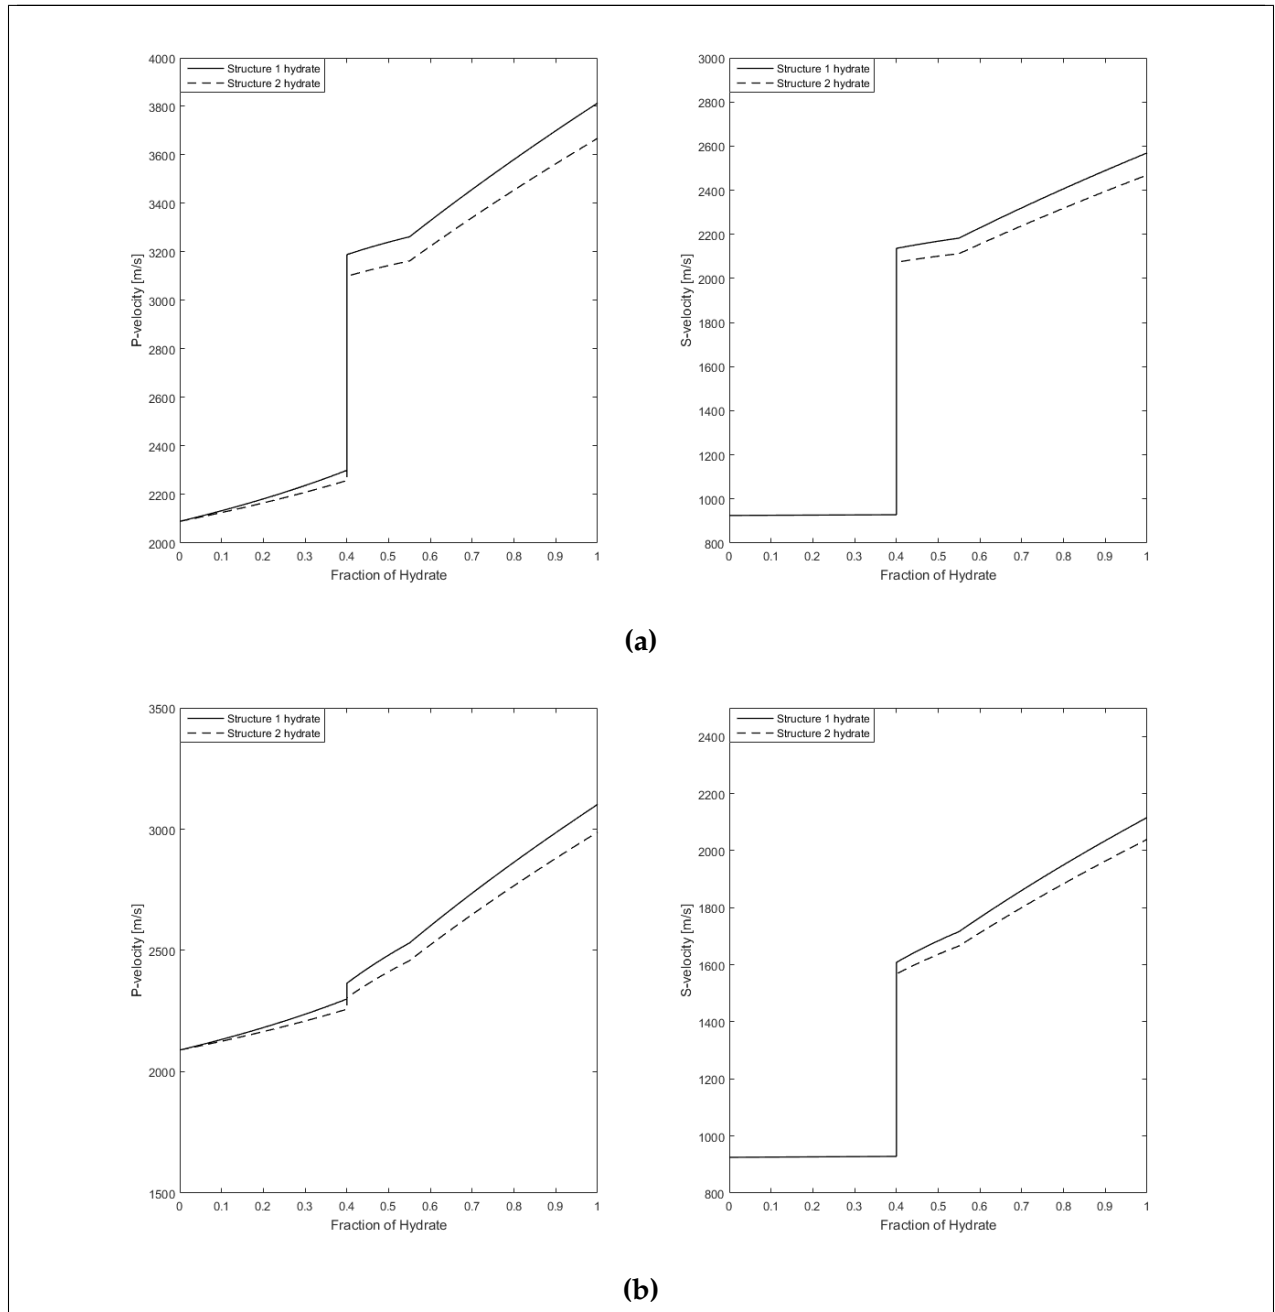 4000
3800
3600
3400
3200
3000
2800
2600
2400
2200
2000
P-velocity [m/s]
Structure 1 hydrate
Structure 2 hydrate
0 0.1 0.2 0.3 0.4 0.5 0.6 0.7 0.8 0.9 1
Fraction of Hydrate
3000
2800
2600
2400
2200
2000
1800
1600
1400
1200
1000
800
S-velocity [m/s]
Structure 1 hydrate
Structure 2 hydrate
0 0.1 0.2 0.3 0.4 0.5 0.6 0.7 0.8 0.9 1
Fraction of Hydrate
(a)
3500
3000
2500
2000
1500
P-velocity [m/s]
Structure 1 hydrate
Structure 2 hydrate
0 0.1 0.2 0.3 0.4 0.5 0.6 0.7 0.8 0.9 1
Fraction of Hydrate
2400
2200
2000
1800
1600
1400
1200
1000
800
S-velocity [m/s]
Structure 1 hydrate
Structure 2 hydrate
0 0.1 0.2 0.3 0.4 0.5 0.6 0.7 0.8 0.9 1
Fraction of Hydrate
(b)